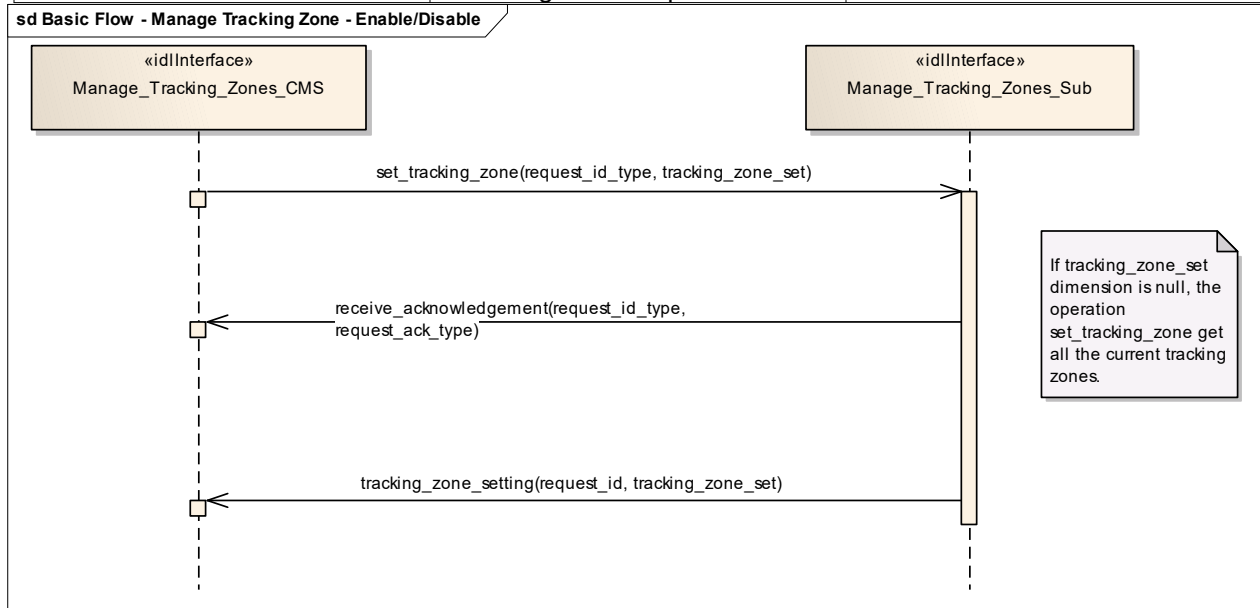 sd Basic Flow - Manage Tracking Zone - Enable/Disable
«idlInterface»
Manage_Tracking_Zones_CMS
«idlInterface»
Manage_Tracking_Zones_Sub
set_tracking_zone(request_id_type, tracking_zone_set)
receive_acknowledgement(request_id_type,
request_ack_type)
tracking_zone_setting(request_id, tracking_zone_set)
If tracking_zone_set
dimension is null, the
operation
set_tracking_zone get
all the current tracking
zones.